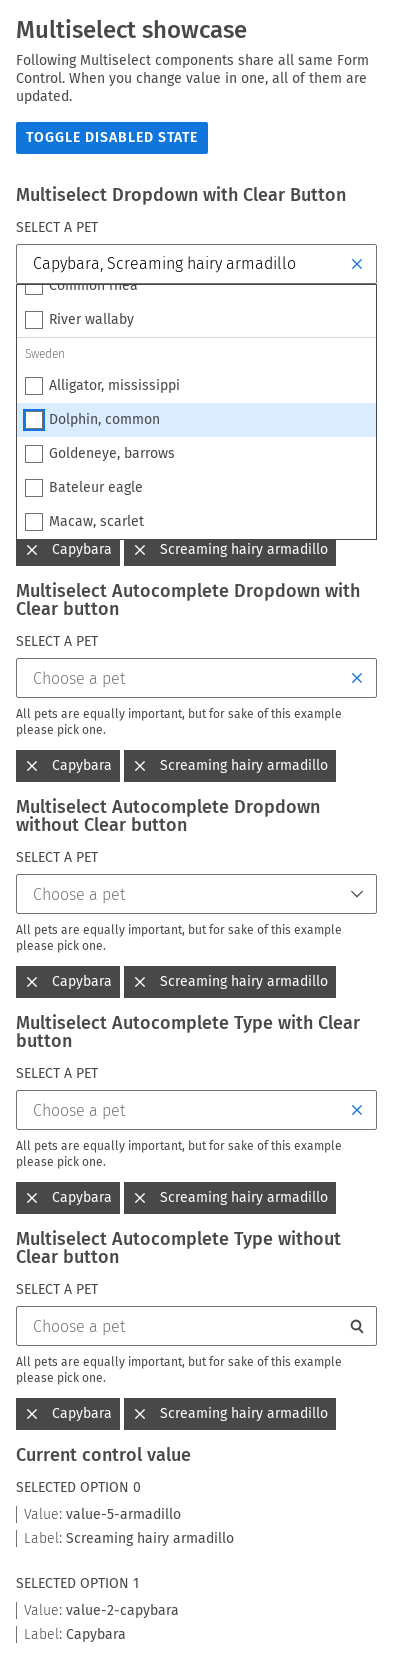 Multiselect showcase
Following Multiselect components share all same Form
Control. When you change value in one, all of them are
updated.
TOGGLE DISABLED STATE
Multiselect Dropdown with Clear Button
SELECT A PET
Capybara, Screaming hairy armadillo
Common rhea
River wallaby
Sweden
Alligator, mississippi
Dolphin, common
Goldeneye, barrows
Bateleur eagle
Macaw, scarlet
Capybara Screaming hairy armadillo
Multiselect Autocomplete Dropdown with
Clear button
SELECT A PET
Choose a pet
All pets are equally important, but for sake of this example
please pick one.
Capybara Screaming hairy armadillo
Multiselect Autocomplete Dropdown
without Clear button
SELECT A PET
Choose a pet
All pets are equally important, but for sake of this example
please pick one.
Capybara Screaming hairy armadillo
Multiselect Autocomplete Type with Clear
button
SELECT A PET
Choose a pet
All pets are equally important, but for sake of this example
please pick one.
Capybara Screaming hairy armadillo
Multiselect Autocomplete Type without
Clear button
SELECT A PET
Choose a pet
All pets are equally important, but for sake of this example
please pick one.
Capybara Screaming hairy armadillo
Current control value
SELECTED OPTION 0
Value: value-5-armadillo
Label: Screaming hairy armadillo
SELECTED OPTION 1
Value: value-2-capybara
Label: Capybara